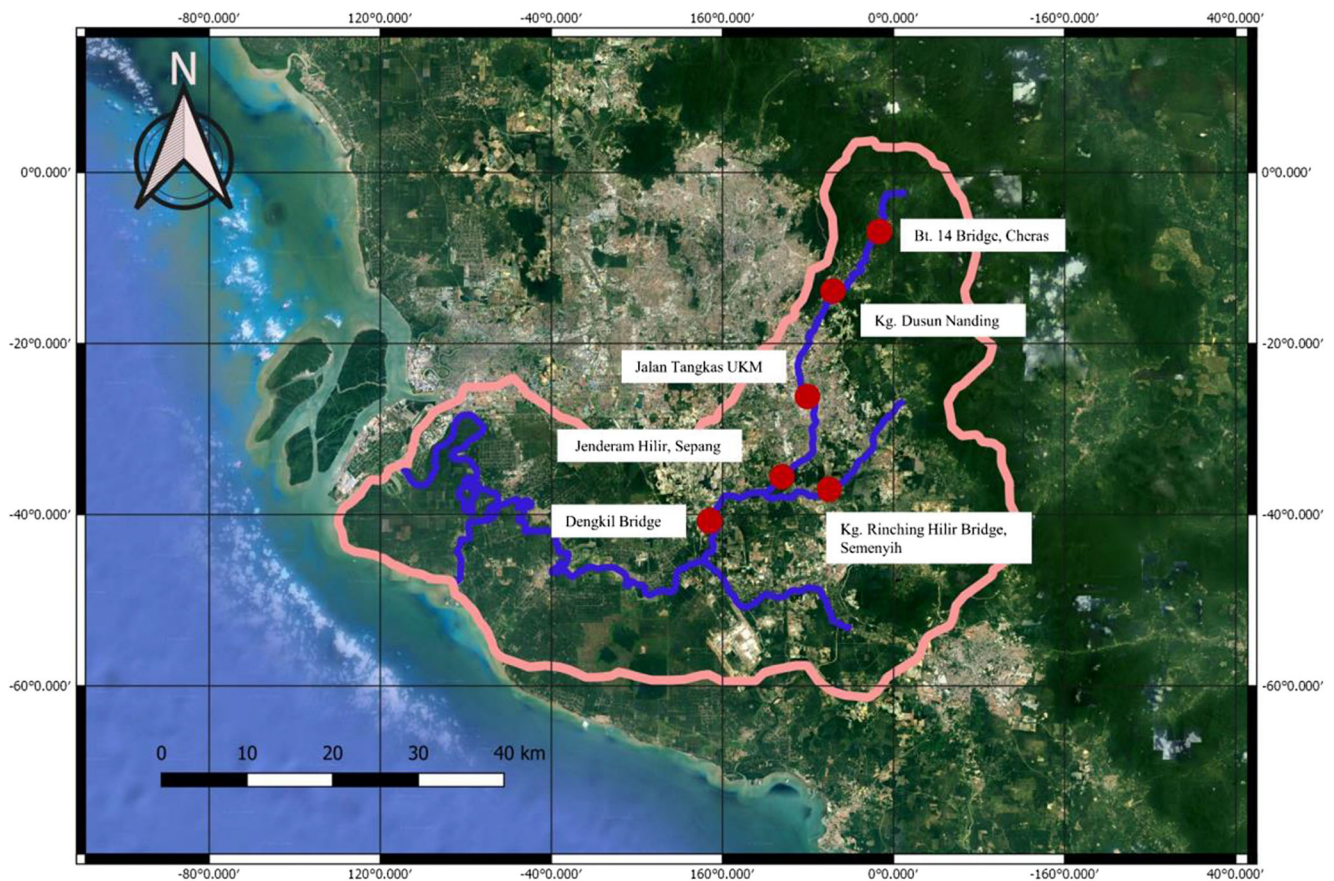 -80°0.000′ 120°0.000′ -40°0.000′ 160°0.000′ 0°0.000′ -160°0.000′ 40°0.000′
N
0°0.000′ 0°0.000′
Bt. 14 Bridge, Cheras
Kg. Dusun Nanding
-20°0.000′ -20°0.000′
Jalan Tangkas UKM
Jenderam Hilir, Sepang
-40°0.000′ -40°0.000′
Dengkil Bridge
Kg. Rinching Hilir Bridge,
Semenyih
-60°0.000′ -60°0.000′
0 10 20 30 40 km
-80°0.000′ 120°0.000′ -40°0.000′ 160°0.000′ 0°0.000′ -160°0.000′ 40°0.000′